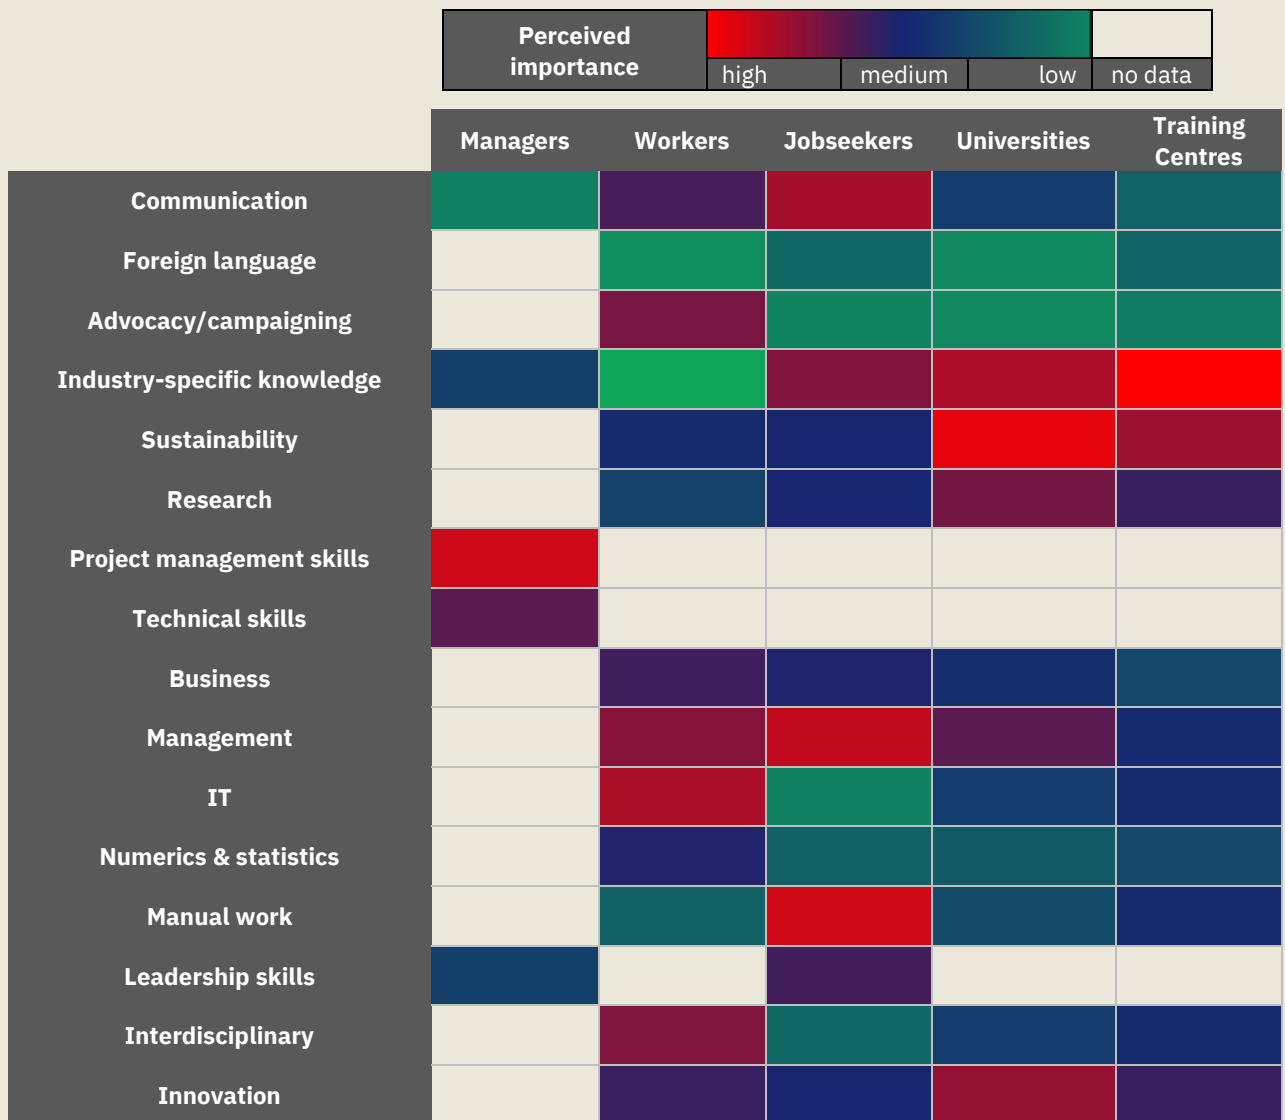 Perceived
importance
high
medium
low
no data
Managers
Workers
Jobseekers
Universities
Training
Centres
Communication
Foreign language
Advocacy/campaigning
Industry-specific knowledge
Sustainability
Research
Project management skills
Technical skills
Business
Management
IT
Numerics & statistics
Manual work
Leadership skills
Interdisciplinary
Innovation